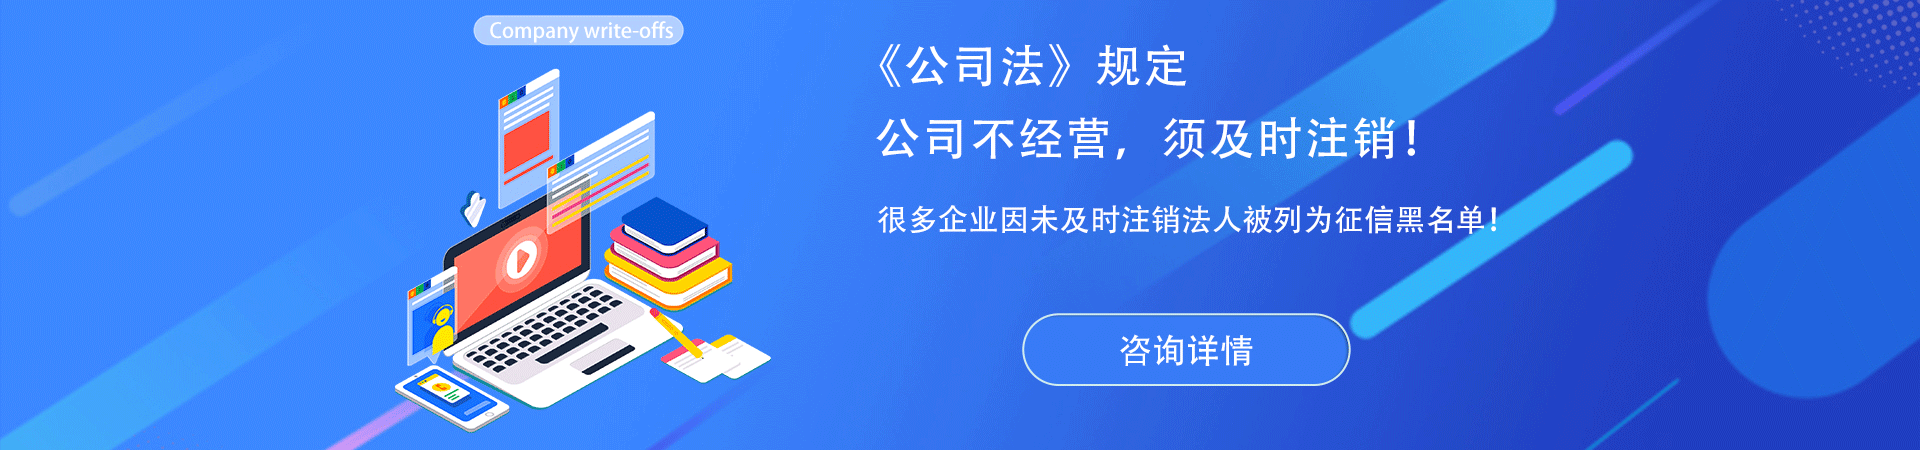 Company write-offs
《公司法》规定
公司不经营，须及时注销！
很多企业因未及时注销法人被列为征信黑名单！
咨询详情